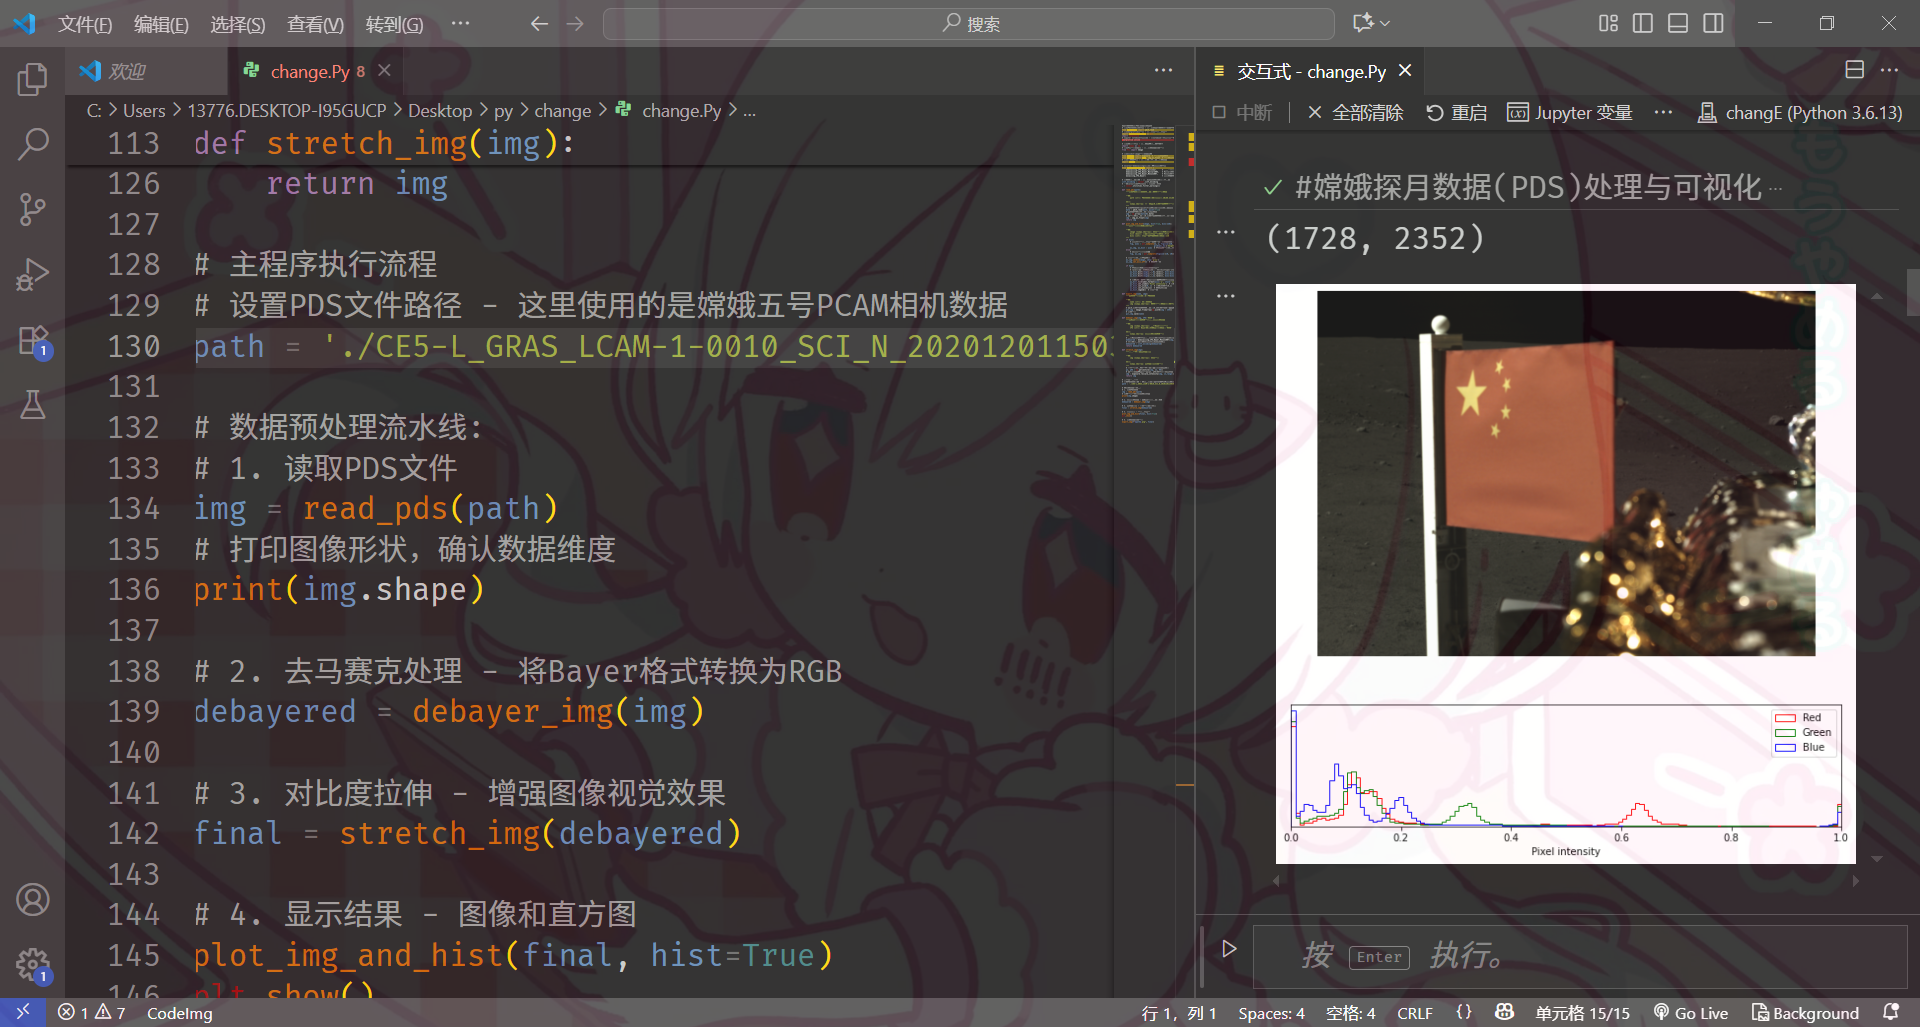 文件(F) 编辑(E) 选择(S) 查看(V) 转到(G) ···
搜索
欢迎
change.Py 8
交互式 - change.Py
C: > Users > 13776.DESKTOP-I95GUCP > Desktop > py > change > change.Py > ...
中断 全部清除 重启 Jupyter 变量 ··· changE (Python 3.6.13)
113 def stretch_img(img):
126 return img
127
128 # 主程序执行流程
129 # 设置PDS文件路径 - 这里使用的是嫦娥五号PCAM相机数据
130 path = './CE5-L_GRAS_LCAM-1-0010_SCI_N_202012011503
131
132 # 数据预处理流水线:
133 # 1. 读取PDS文件
134 img = read_pds(path)
135 # 打印图像形状，确认数据维度
136 print(img.shape)
137
138 # 2. 去马赛克处理 - 将Bayer格式转换为RGB
139 debayered = debayer_img(img)
140
141 # 3. 对比度拉伸 - 增强图像视觉效果
142 final = stretch_img(debayered)
143
144 # 4. 显示结果 - 图像和直方图
145 plot_img_and_hist(final, hist=True)
146 plt.show()
#嫦娥探月数据(PDS)处理与可视化 ...
(1728, 2352)
Red
Green
Blue
0.0 0.2 0.4 0.6 0.8 1.0
Pixel intensity
按 Enter 执行。
1
1
1 7 CodeImg
行 1，列 1 Spaces: 4 空格: 4 CRLF {} 单元格 15/15 Go Live Background